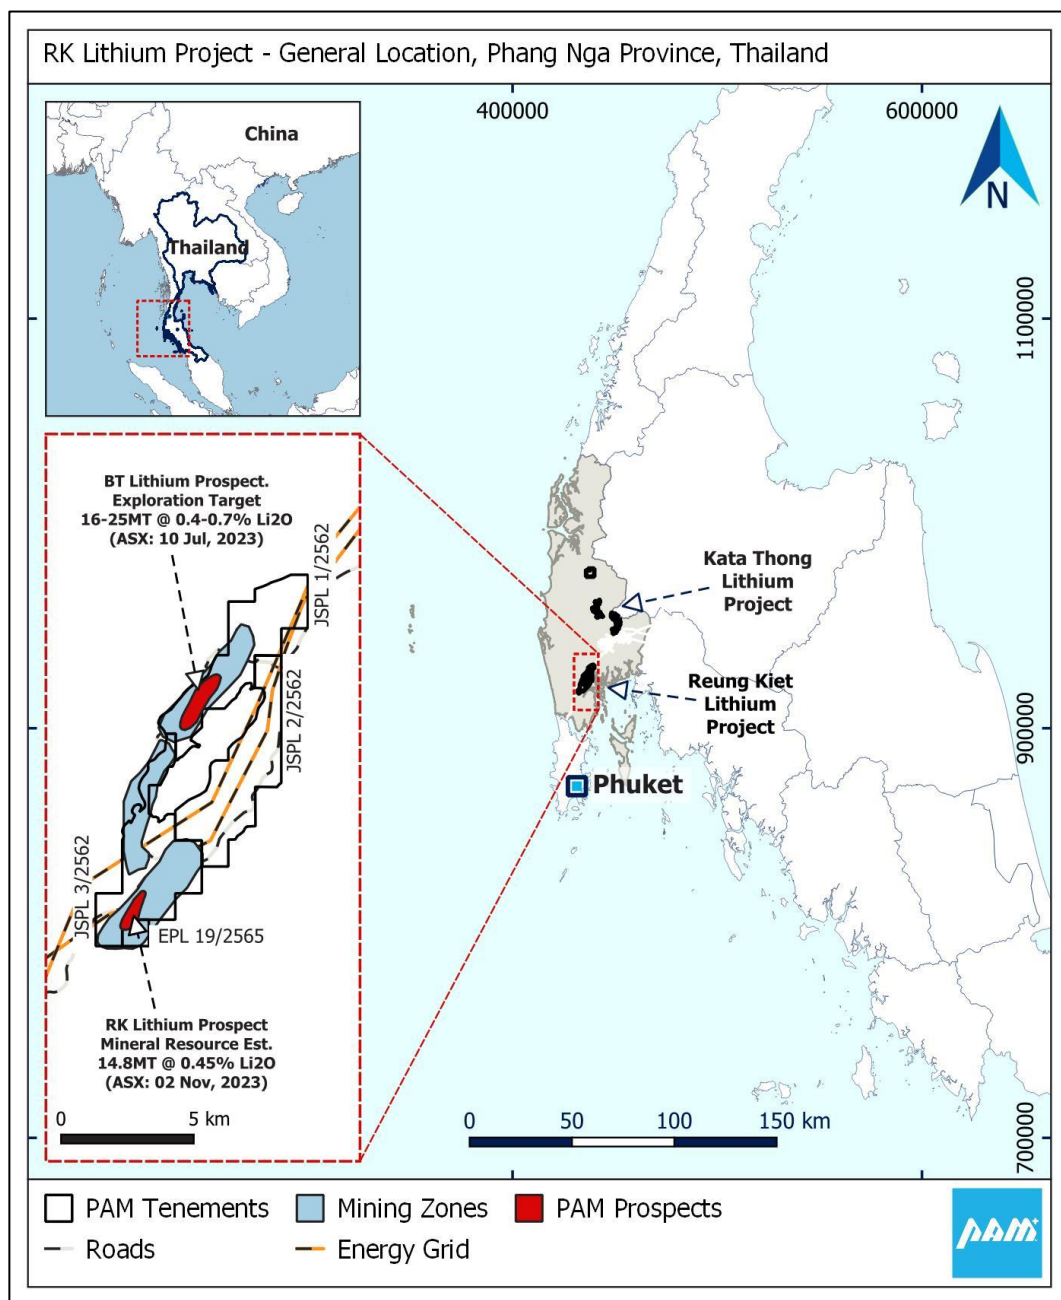 RK Lithium Project - General Location, Phang Nga Province, Thailand
400000
600000
China
Thailand
N
1100000
BT Lithium Prospect.
Exploration Target
16-25MT @ 0.4-0.7% Li2O
(ASX: 10 Jul, 2023)
JSPL 1/2562
JSPL 2/2562
Kata Thong
Lithium
Project
Reung Kiet
Lithium
Project
900000
Phuket
JSPL 3/2562
EPL 19/2565
RK Lithium Prospect
Mineral Resource Est.
14.8MT @ 0.45% Li2O
(ASX: 02 Nov, 2023)
0 5 km
0 50 100 150 km
700000
PAM Tenements
Mining Zones
PAM Prospects
Roads
Energy Grid
PAM+